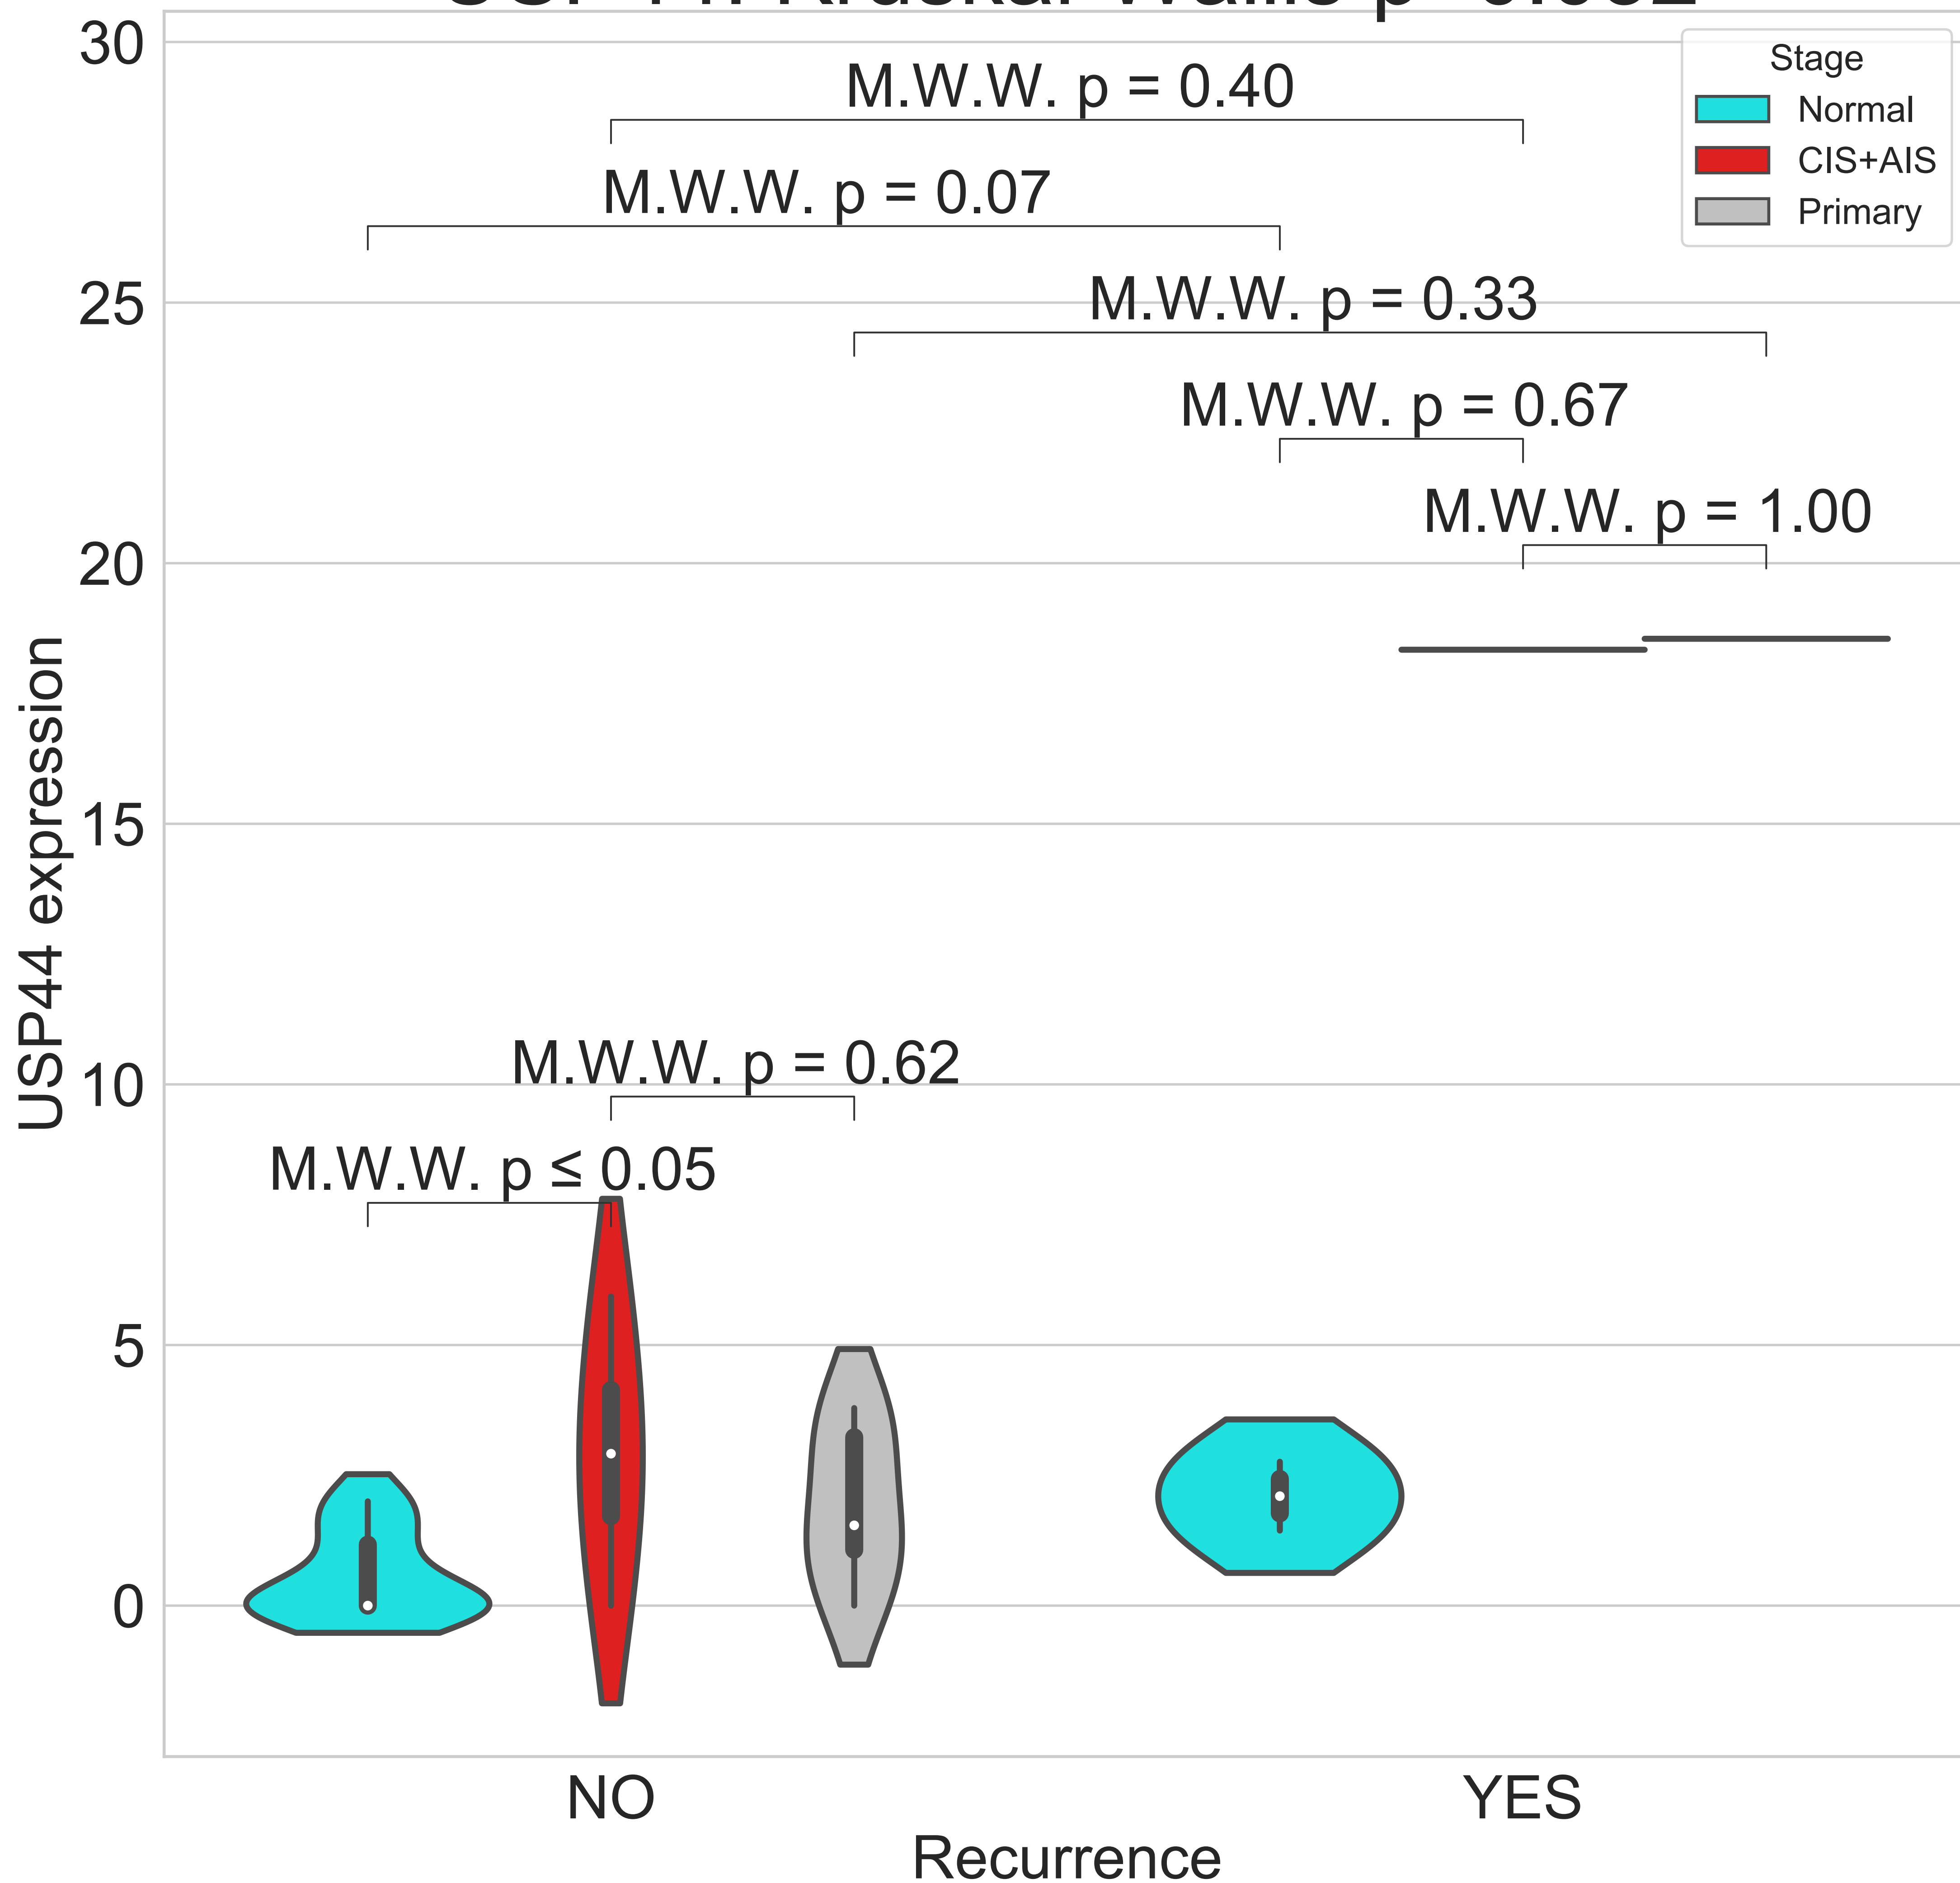 30
M.W.W. p = 0.40
M.W.W. p = 0.07
25
M.W.W. p = 0.33
M.W.W. p = 0.67
M.W.W. p = 1.00
20
15
10
M.W.W. p = 0.62
M.W.W. p ≤ 0.05
5
0
USP44 expression
NO
YES
Recurrence
Stage
Normal
CIS+AIS
Primary